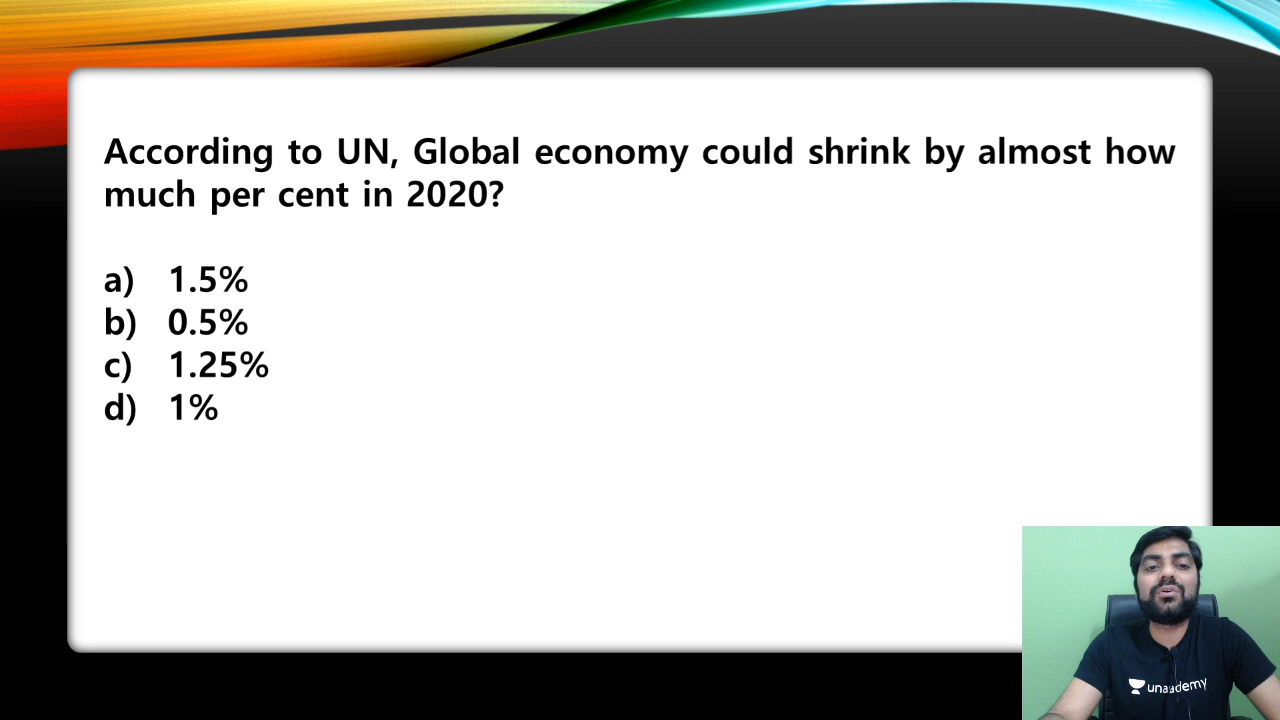 According to UN, Global economy could shrink by almost how
much per cent in 2020?
a) 1.5%
b) 0.5%
c) 1.25%
d) 1%
unacademy